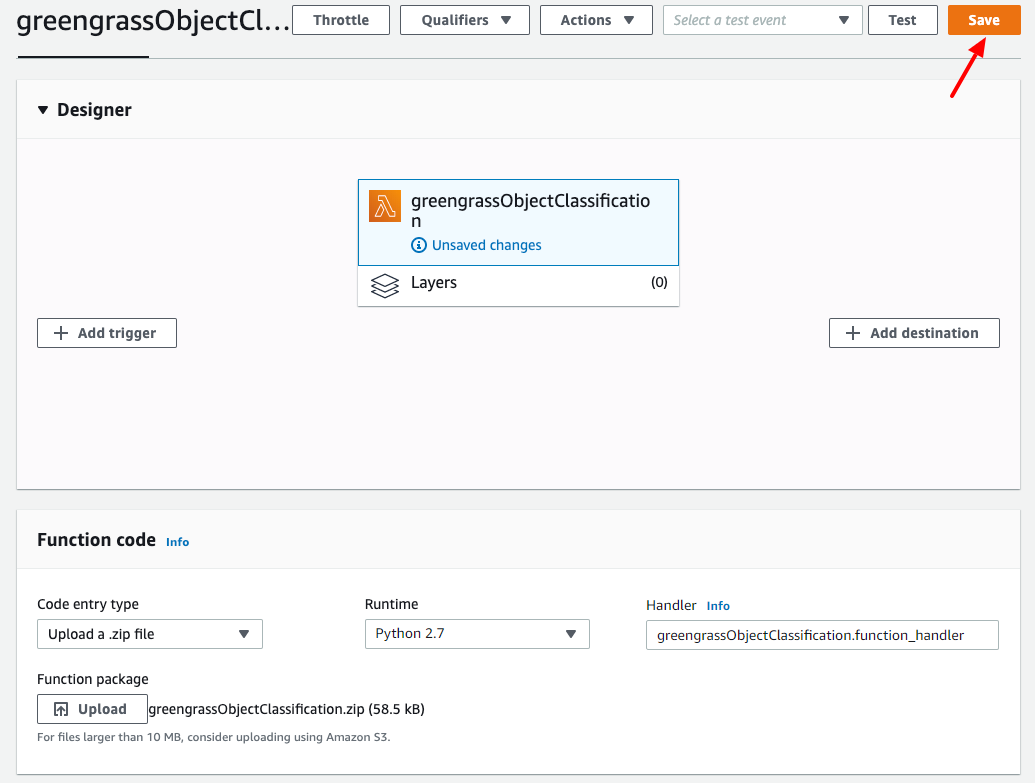 greengrassObjectCl...
Throttle
Qualifiers
Actions
Select a test event
Test
Save
Designer
greengrassObjectClassificatio
n
Unsaved changes
Layers
(0)
Add trigger
Add destination
Function code Info
Code entry type
Runtime
Handler Info
Upload a .zip file
Python 2.7
greengrassObjectClassification.function_handler
Function package
Upload
greengrassObjectClassification.zip (58.5 kB)
For files larger than 10 MB, consider uploading using Amazon S3.